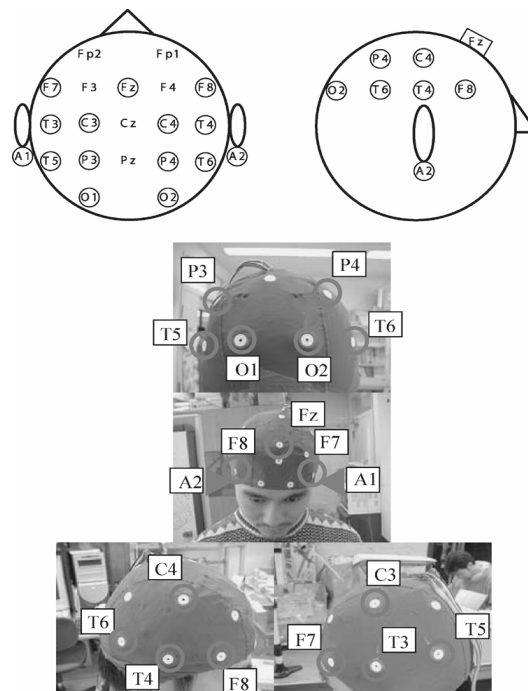 Fp2 Fp1
F7 F3 Fz F4 F8
T3 C3 Cz C4 T4
A1 T5 P3 Pz P4 T6 A2
O1 O2
Fz
P4 C4
O2 T6 T4 F8
A2
P3 P4
T5 T6
O1 O2
Fz
F8 F7
A2 A1
C4
T6
T4 F8
C3
F7 T3 T5